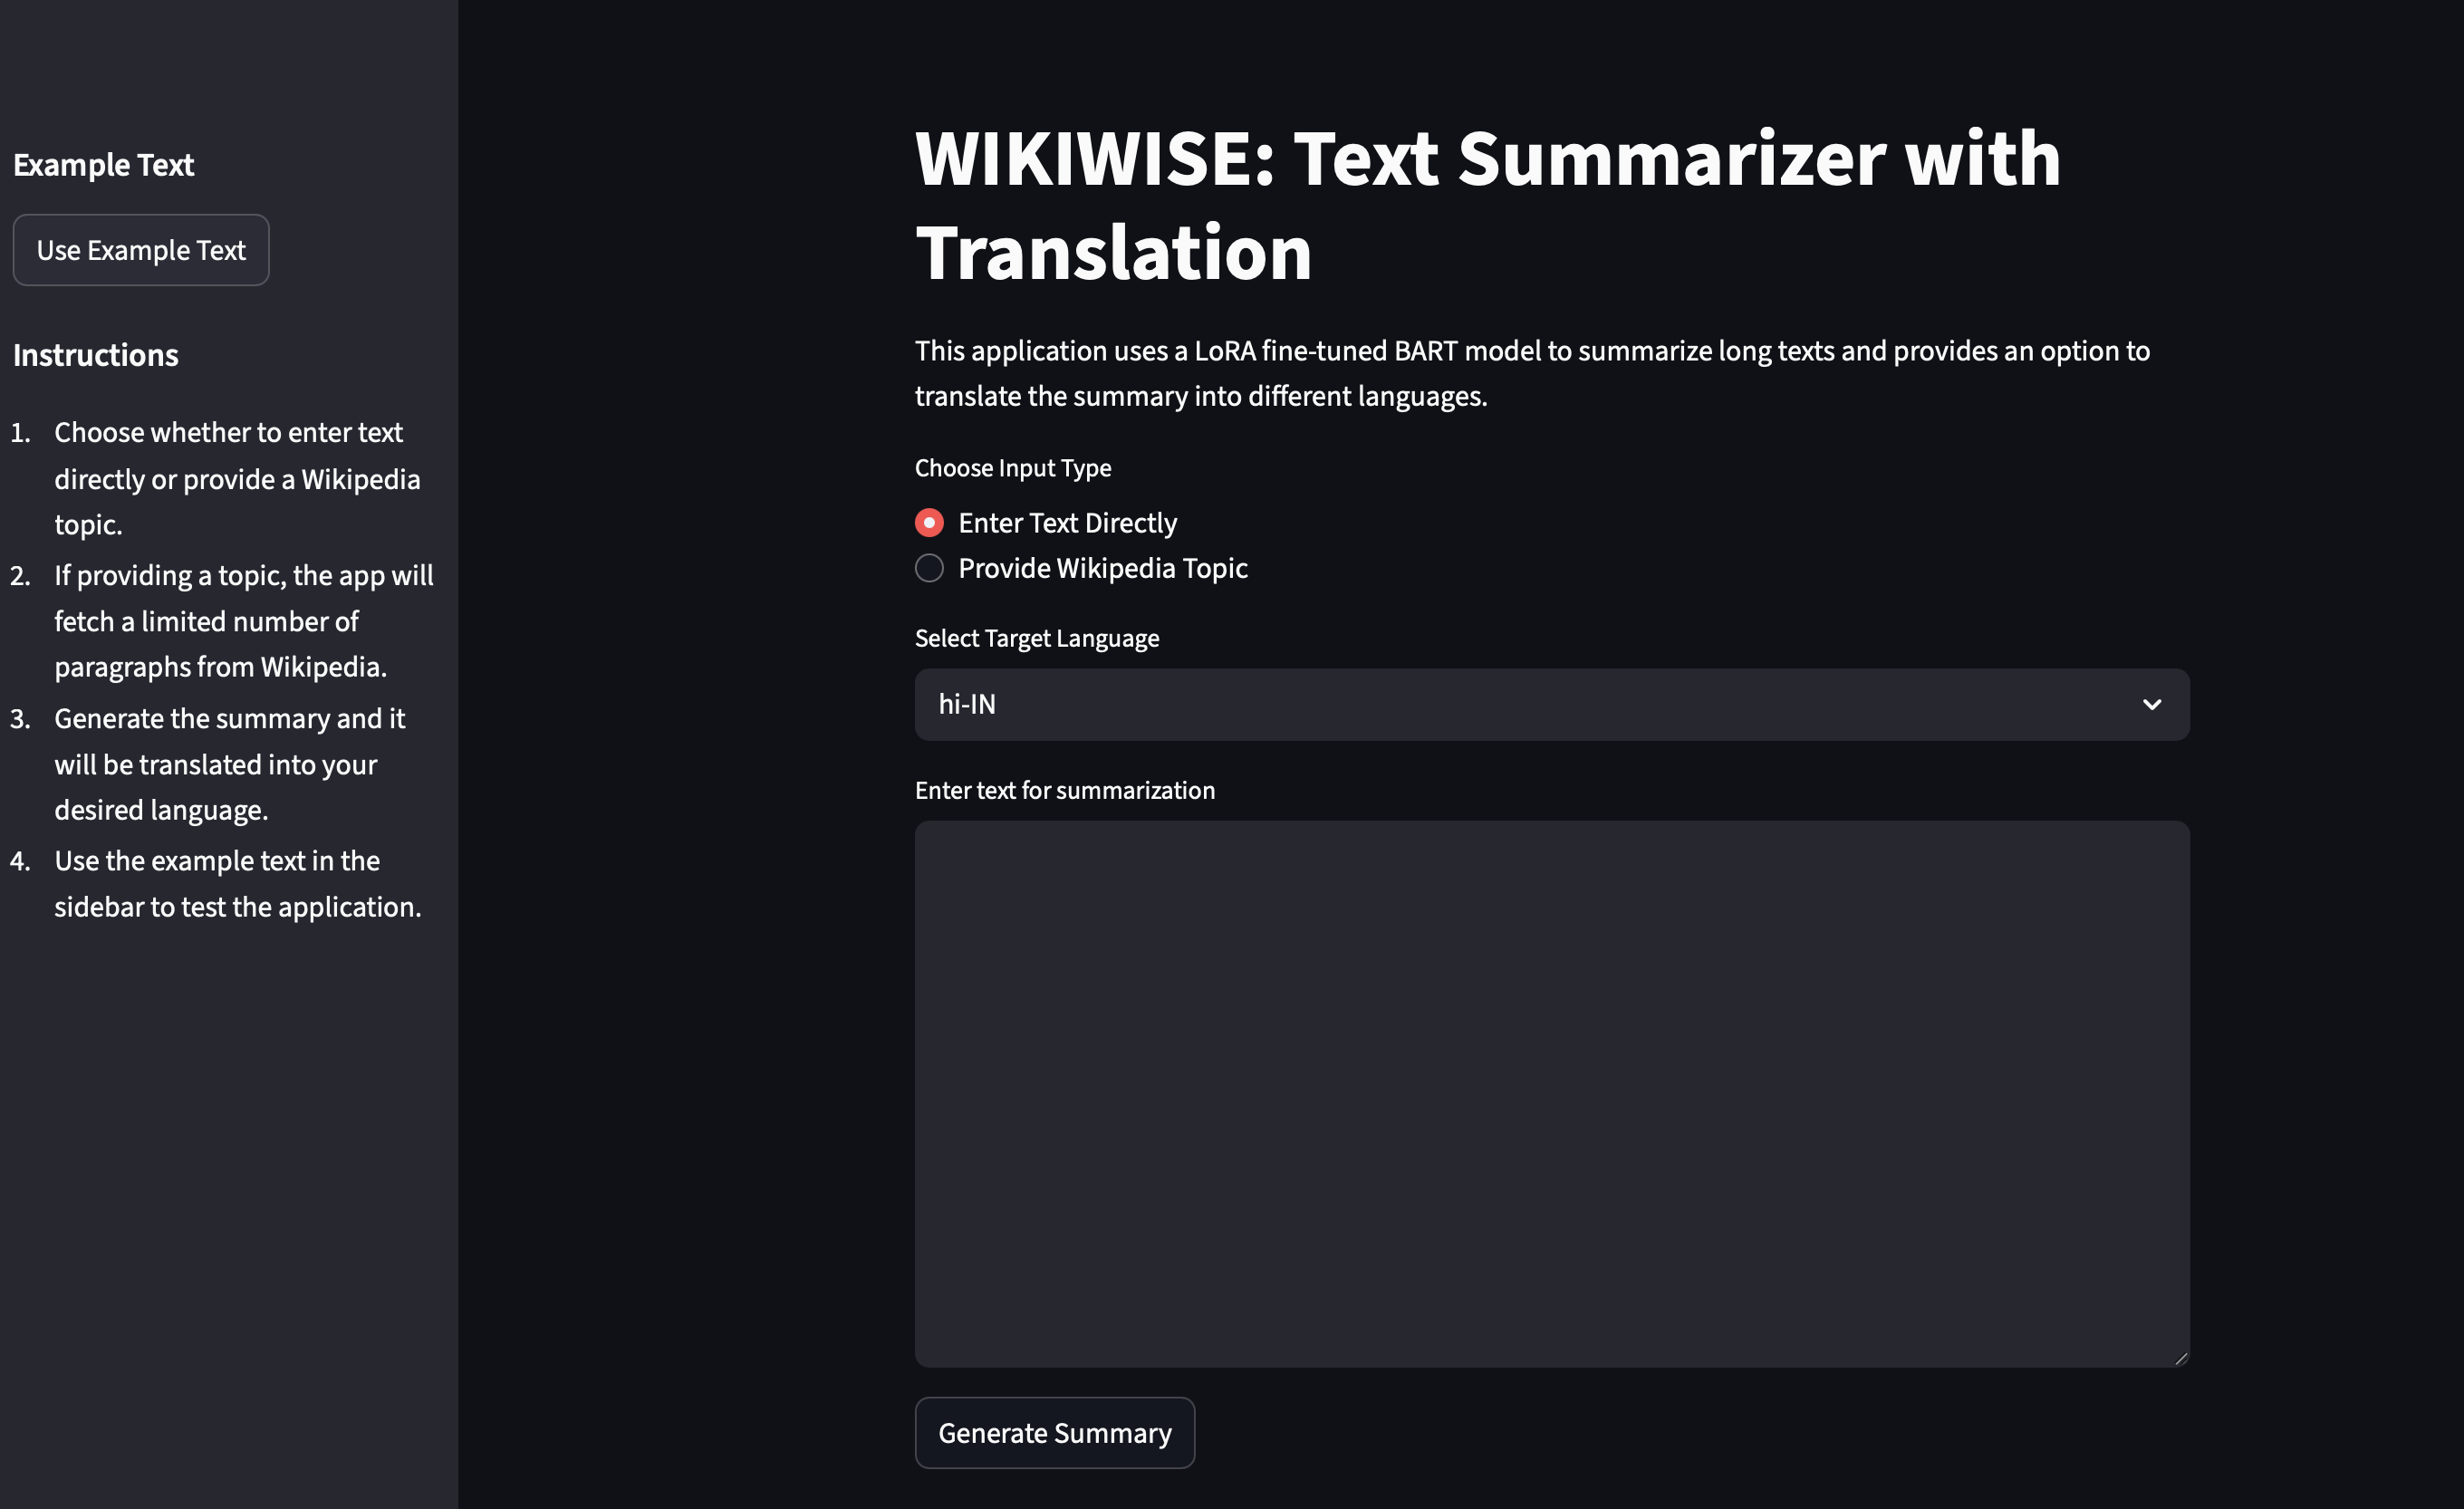 Example Text
Use Example Text
Instructions
1. Choose whether to enter text
directly or provide a Wikipedia
topic.
2. If providing a topic, the app will
fetch a limited number of
paragraphs from Wikipedia.
3. Generate the summary and it
will be translated into your
desired language.
4. Use the example text in the
sidebar to test the application.
WIKIWISE: Text Summarizer with
Translation
This application uses a LoRA fine-tuned BART model to summarize long texts and provides an option to
translate the summary into different languages.
Choose Input Type
Enter Text Directly
Provide Wikipedia Topic
Select Target Language
hi-IN
Enter text for summarization
Generate Summary